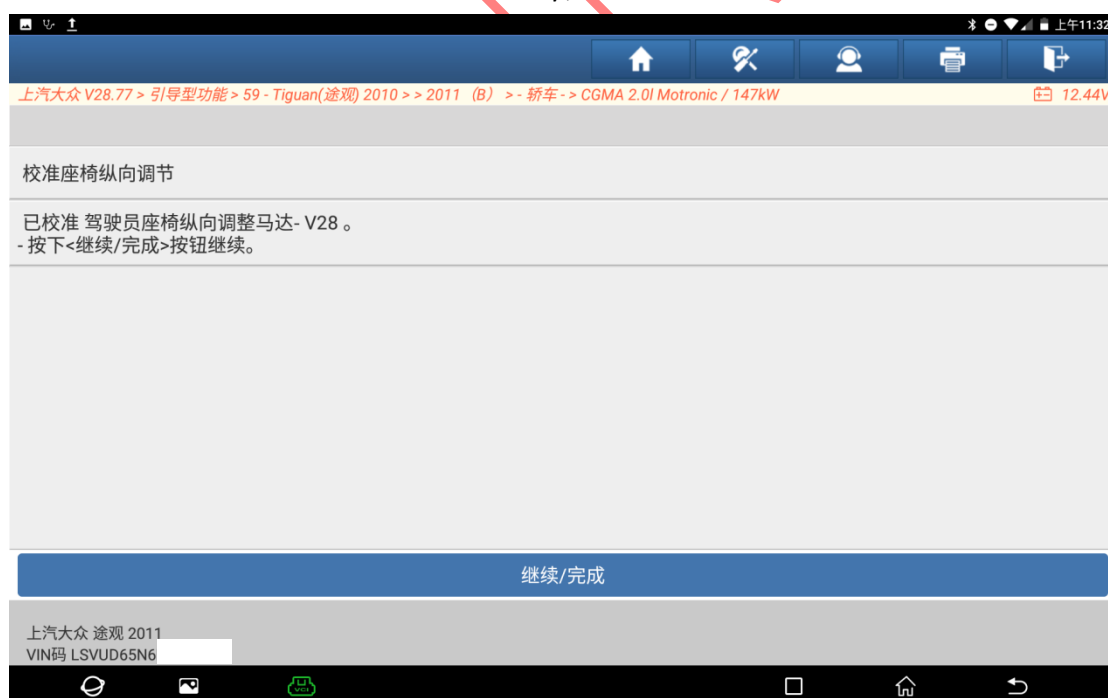 上午11:32
上汽大众 V28.77 > 引导型功能 > 59 - Tiguan(途观) 2010 > > 2011（B） > - 轿车 - > CGMA 2.0l Motronic / 147kW
12.44V
校准座椅纵向调节
已校准 驾驶员座椅纵向调整马达- V28 。
- 按下<继续/完成>按钮继续。
继续/完成
上汽大众 途观 2011
VIN码 LSVUD65N6
VCI